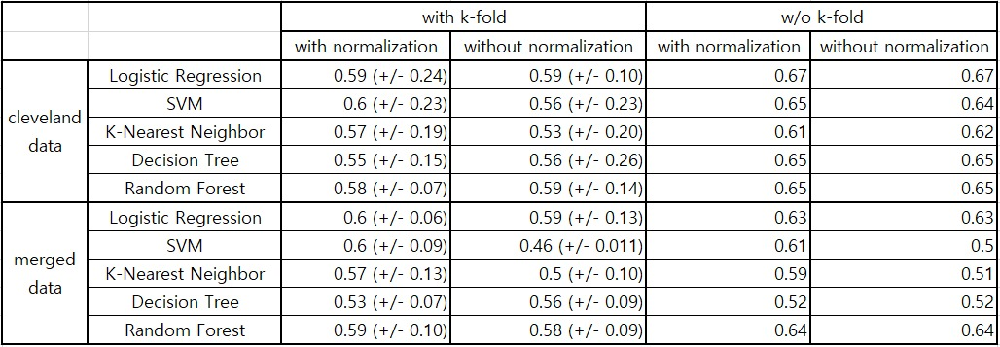 with k-fold w/o k-fold
with normalization without normalization with normalization without normalization
cleveland data
Logistic Regression 0.59 (+/- 0.24) 0.59 (+/- 0.10) 0.67 0.67
SVM 0.6 (+/- 0.23) 0.56 (+/- 0.23) 0.65 0.64
K-Nearest Neighbor 0.57 (+/- 0.19) 0.53 (+/- 0.20) 0.61 0.62
Decision Tree 0.55 (+/- 0.15) 0.56 (+/- 0.26) 0.65 0.65
Random Forest 0.58 (+/- 0.07) 0.59 (+/- 0.14) 0.65 0.65
merged data
Logistic Regression 0.6 (+/- 0.06) 0.59 (+/- 0.13) 0.63 0.63
SVM 0.6 (+/- 0.09) 0.46 (+/- 0.011) 0.61 0.5
K-Nearest Neighbor 0.57 (+/- 0.13) 0.5 (+/- 0.10) 0.59 0.51
Decision Tree 0.53 (+/- 0.07) 0.56 (+/- 0.09) 0.52 0.52
Random Forest 0.59 (+/- 0.10) 0.58 (+/- 0.09) 0.64 0.64